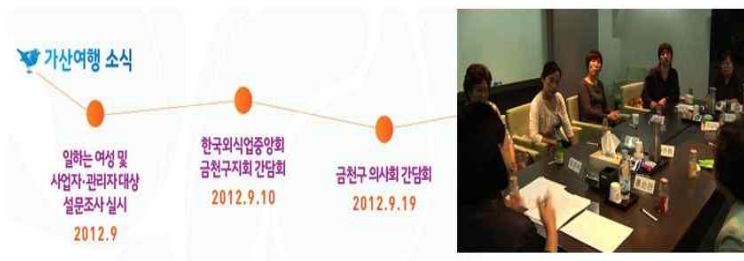 가산여행 소식
일하는 여성 및
사업자·관리자 대상
설문조사 실시
2012.9
한국외식업중앙회
금천구지회 간담회
2012.9.10
금천구 의사회 간담회
2012.9.19